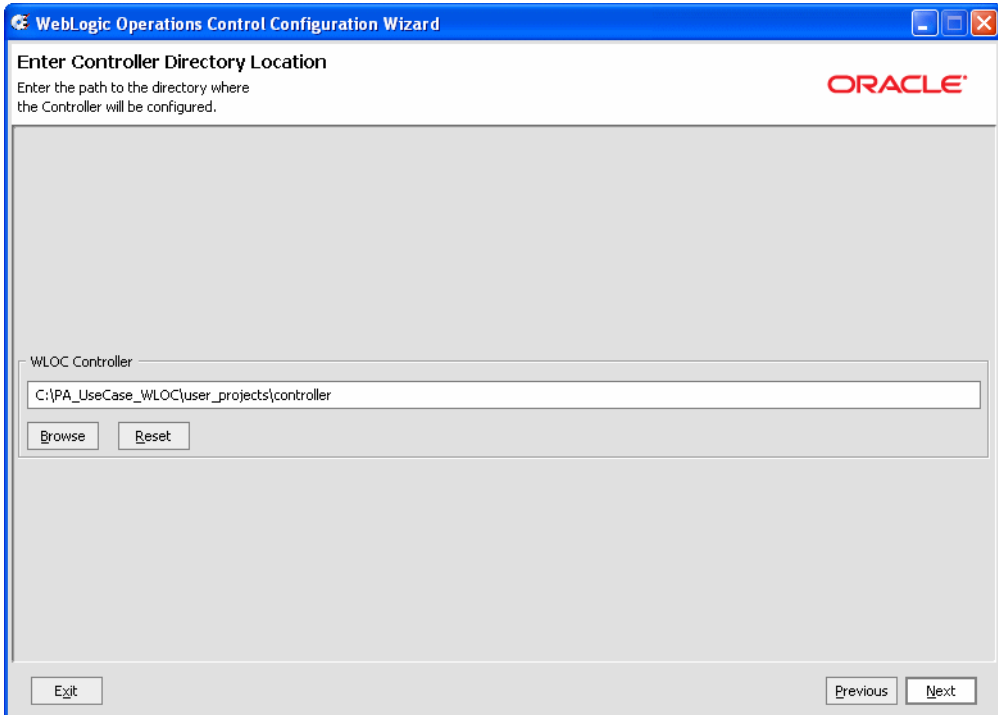 WebLogic Operations Control Configuration Wizard
Enter Controller Directory Location
Enter the path to the directory where
the Controller will be configured.
ORACLE
WLOC Controller
C:\PA_UseCase_WLOC\user_projects\controller
Browse Reset
Exit Previous Next